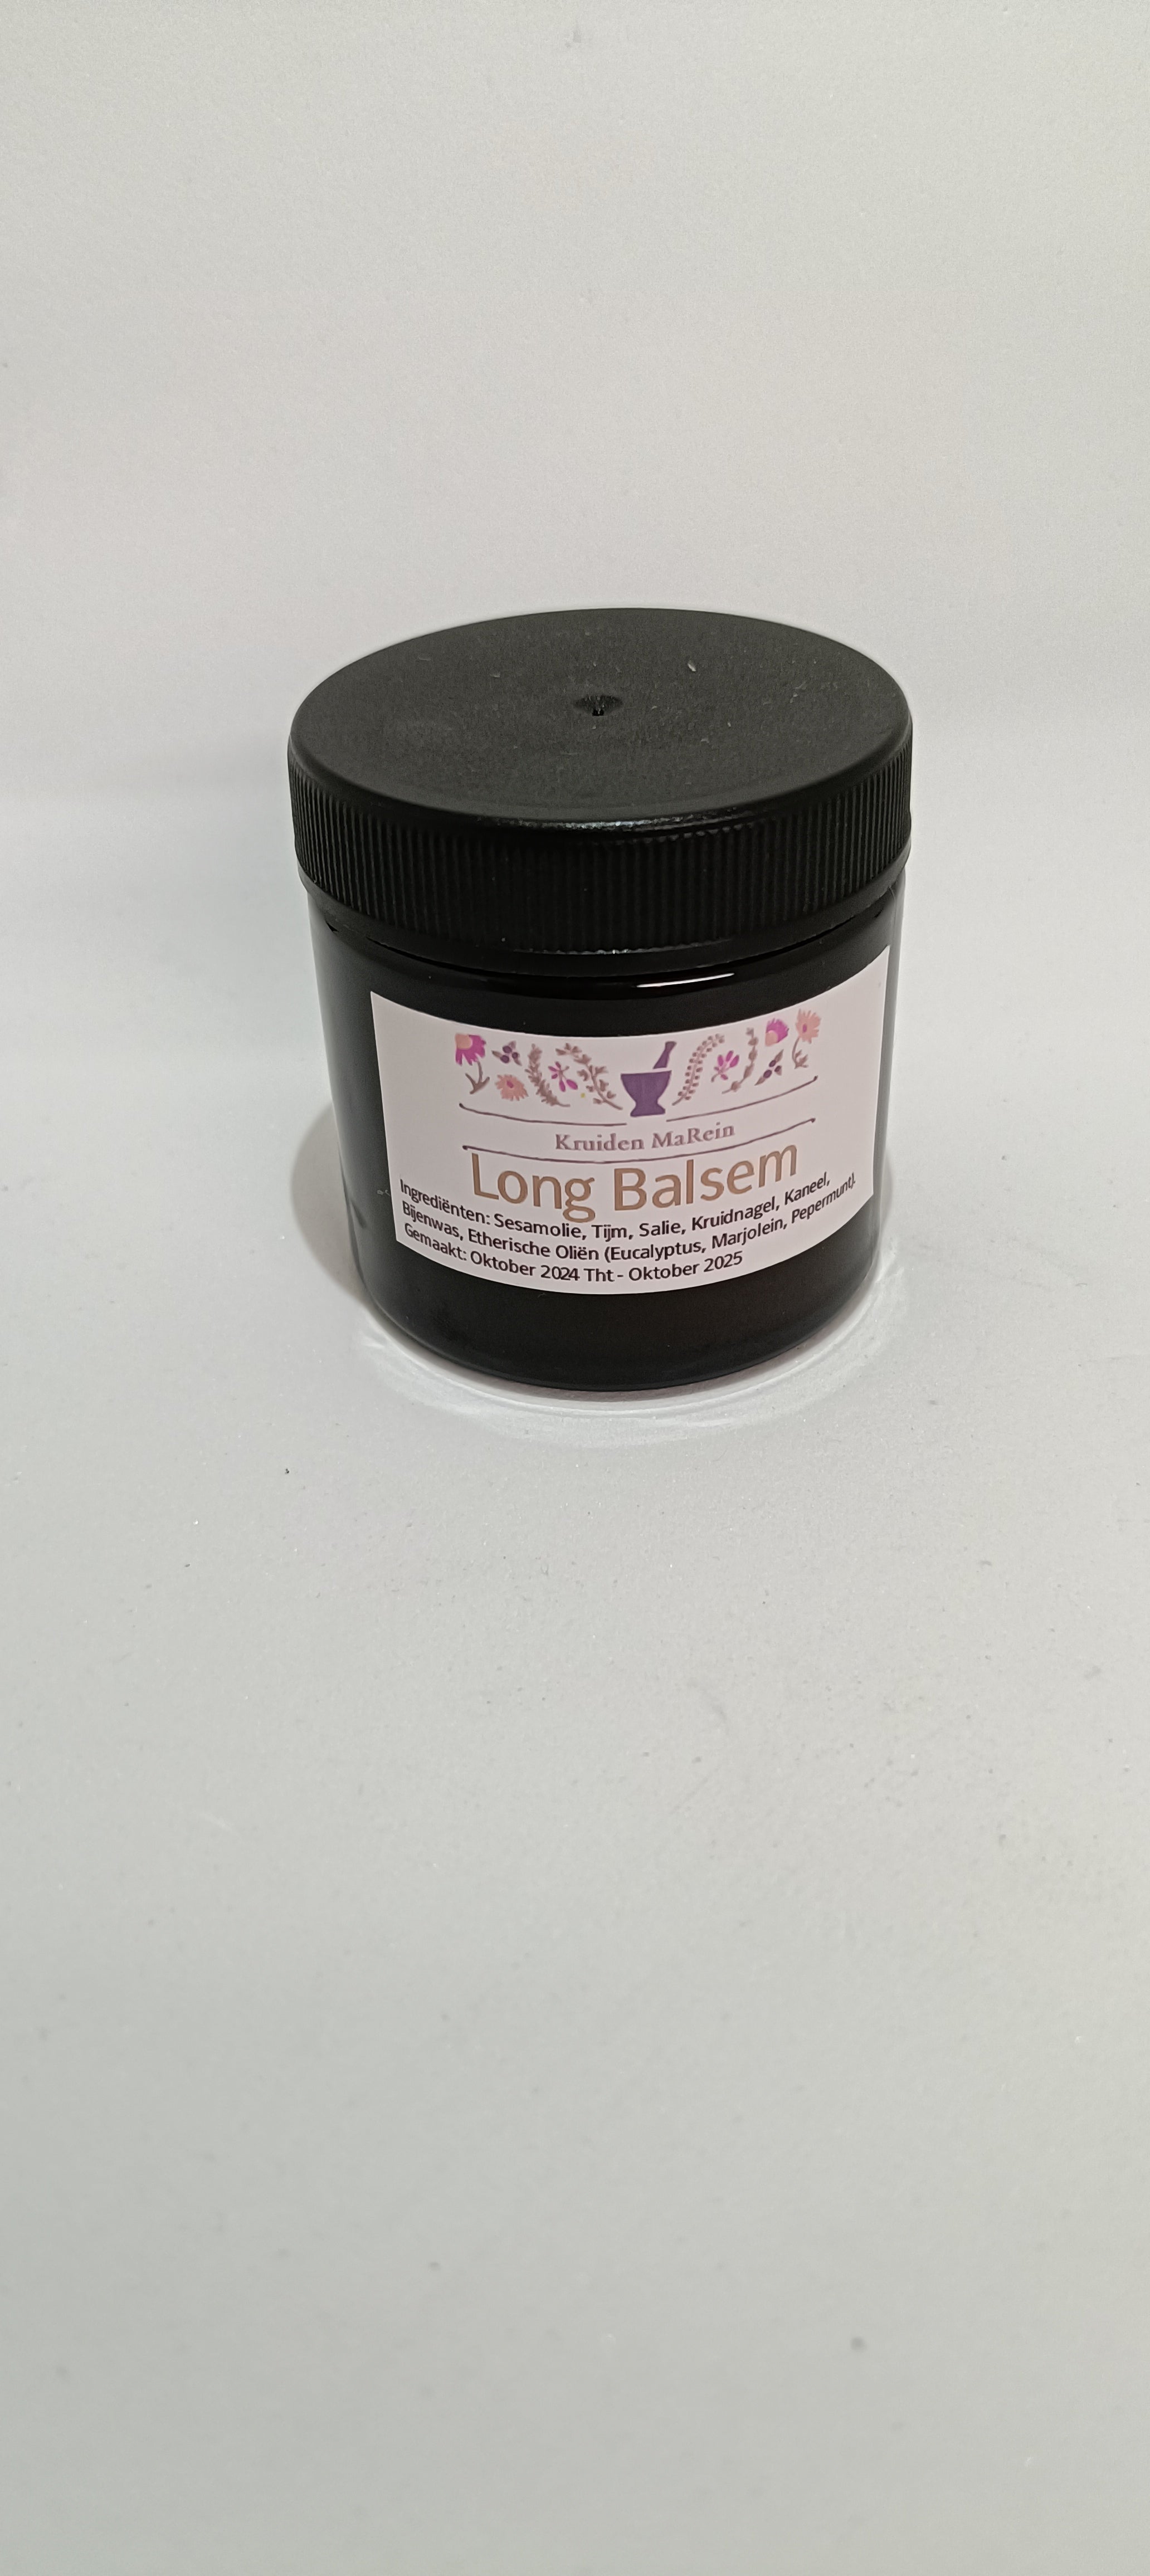 Kruiden MaRein
Long Balsem
Ingrediënten: Sesamolie, Tijm, Salie, Kruidnagel, Kaneel,
Bijenwas, Etherische Oliën (Eucalyptus, Marjolein, Pepermunt).
Gemaakt: Oktober 2024 Tht - Oktober 2025